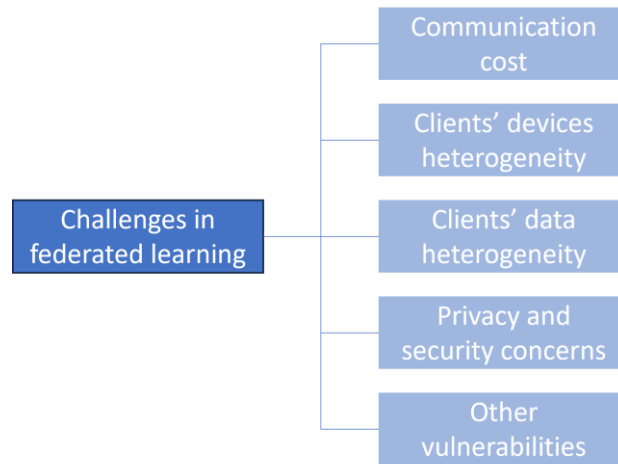 Communication
cost
Clients’ devices
heterogeneity
Challenges in
federated learning
Clients’ data
heterogeneity
Privacy and
security concerns
Other
vulnerabilities